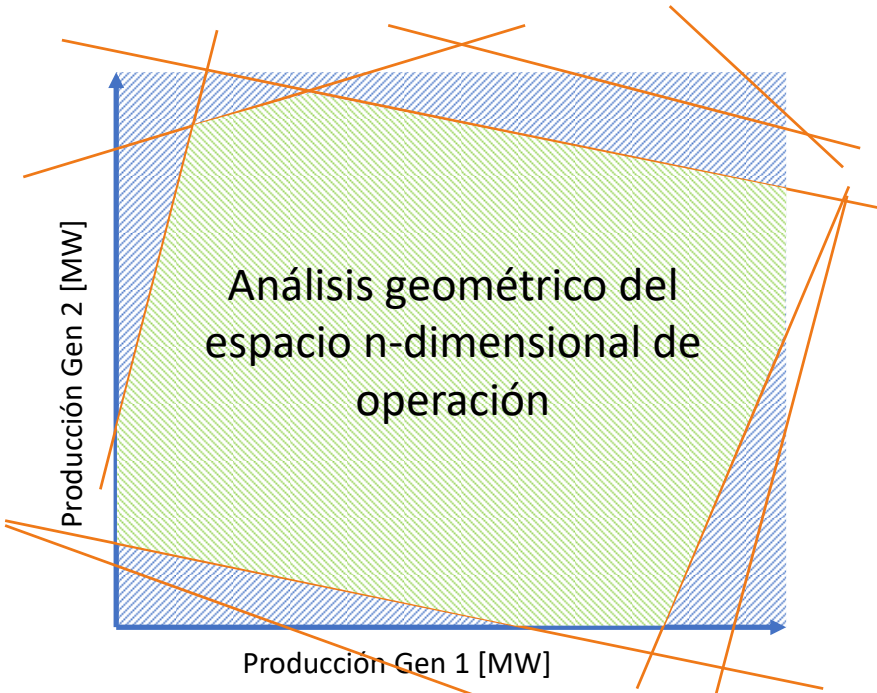 Análisis geométrico del
espacio n-dimensional de
operación
Producción Gen 2 [MW]
Producción Gen 1 [MW]